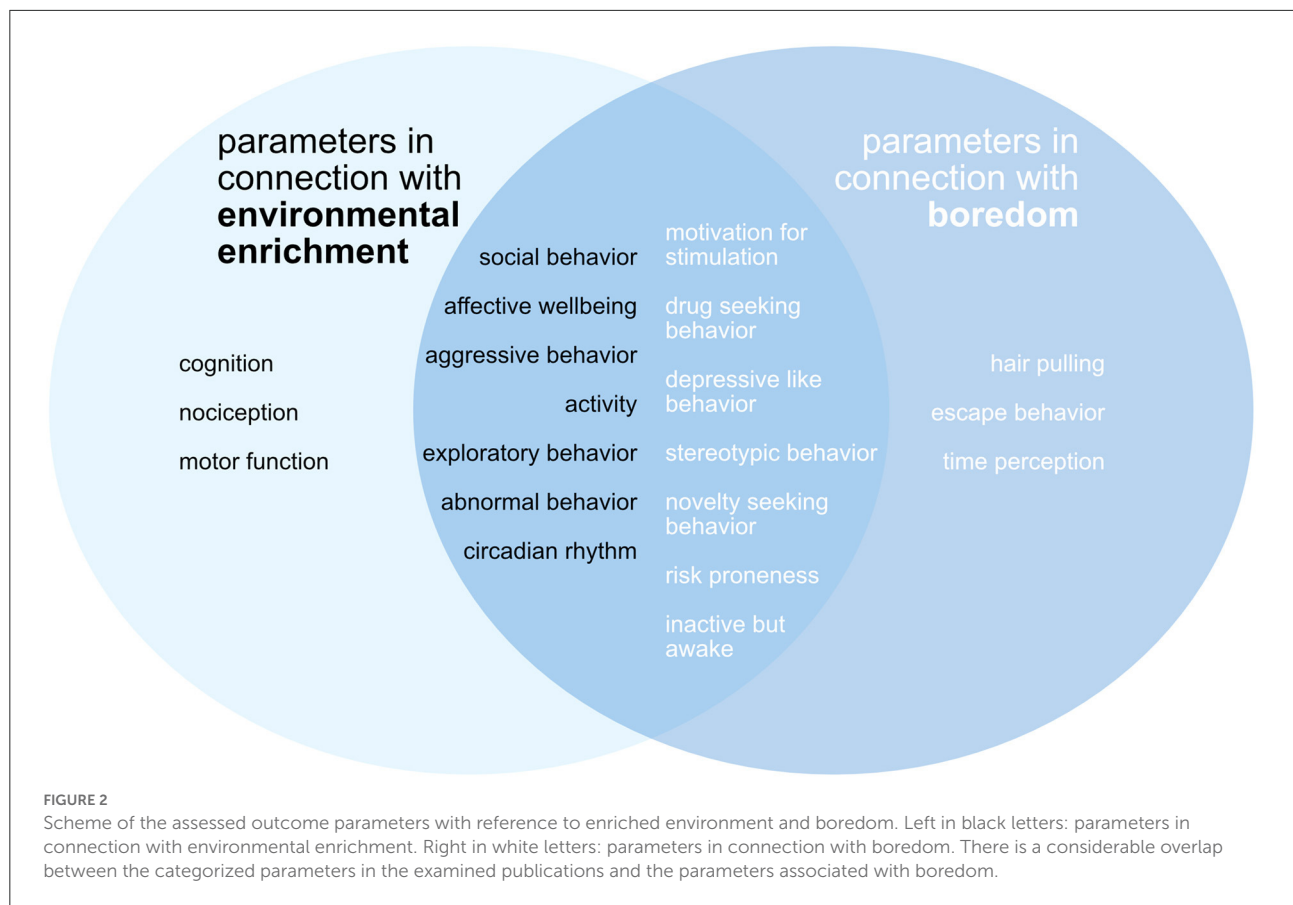 parameters in
connection with
environmental
enrichment
cognition
nociception
motor function
social behavior
affective wellbeing
aggressive behavior
activity
exploratory behavior
abnormal behavior
circadian rhythm
motivation for
stimulation
drug seeking
behavior
depressive like
behavior
stereotypic behavior
novelty seeking
behavior
risk proneness
inactive but
awake
parameters in
connection with
boredom
hair pulling
escape behavior
time perception
FIGURE 2
Scheme of the assessed outcome parameters with reference to enriched environment and boredom. Left in black letters: parameters in
connection with environmental enrichment. Right in white letters: parameters in connection with boredom. There is a considerable overlap
between the categorized parameters in the examined publications and the parameters associated with boredom.